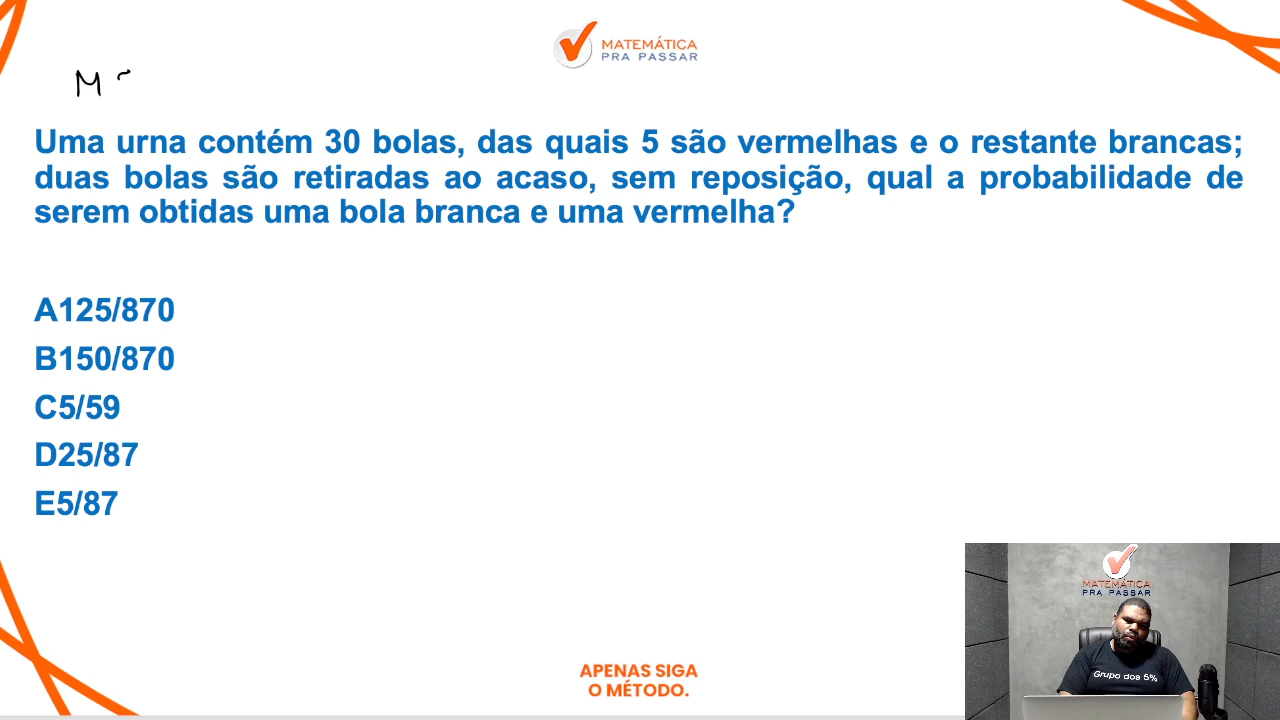 MATEMÁTICA
PRA PASSAR
M
Uma urna contém 30 bolas, das quais 5 são vermelhas e o restante brancas;
duas bolas são retiradas ao acaso, sem reposição, qual a probabilidade de
serem obtidas uma bola branca e uma vermelha?
A125/870
B150/870
C5/59
D25/87
E5/87
MATEMÁTICA
PRA PASSAR
Grupo dos 5%
APENAS SIGA
O MÉTODO.